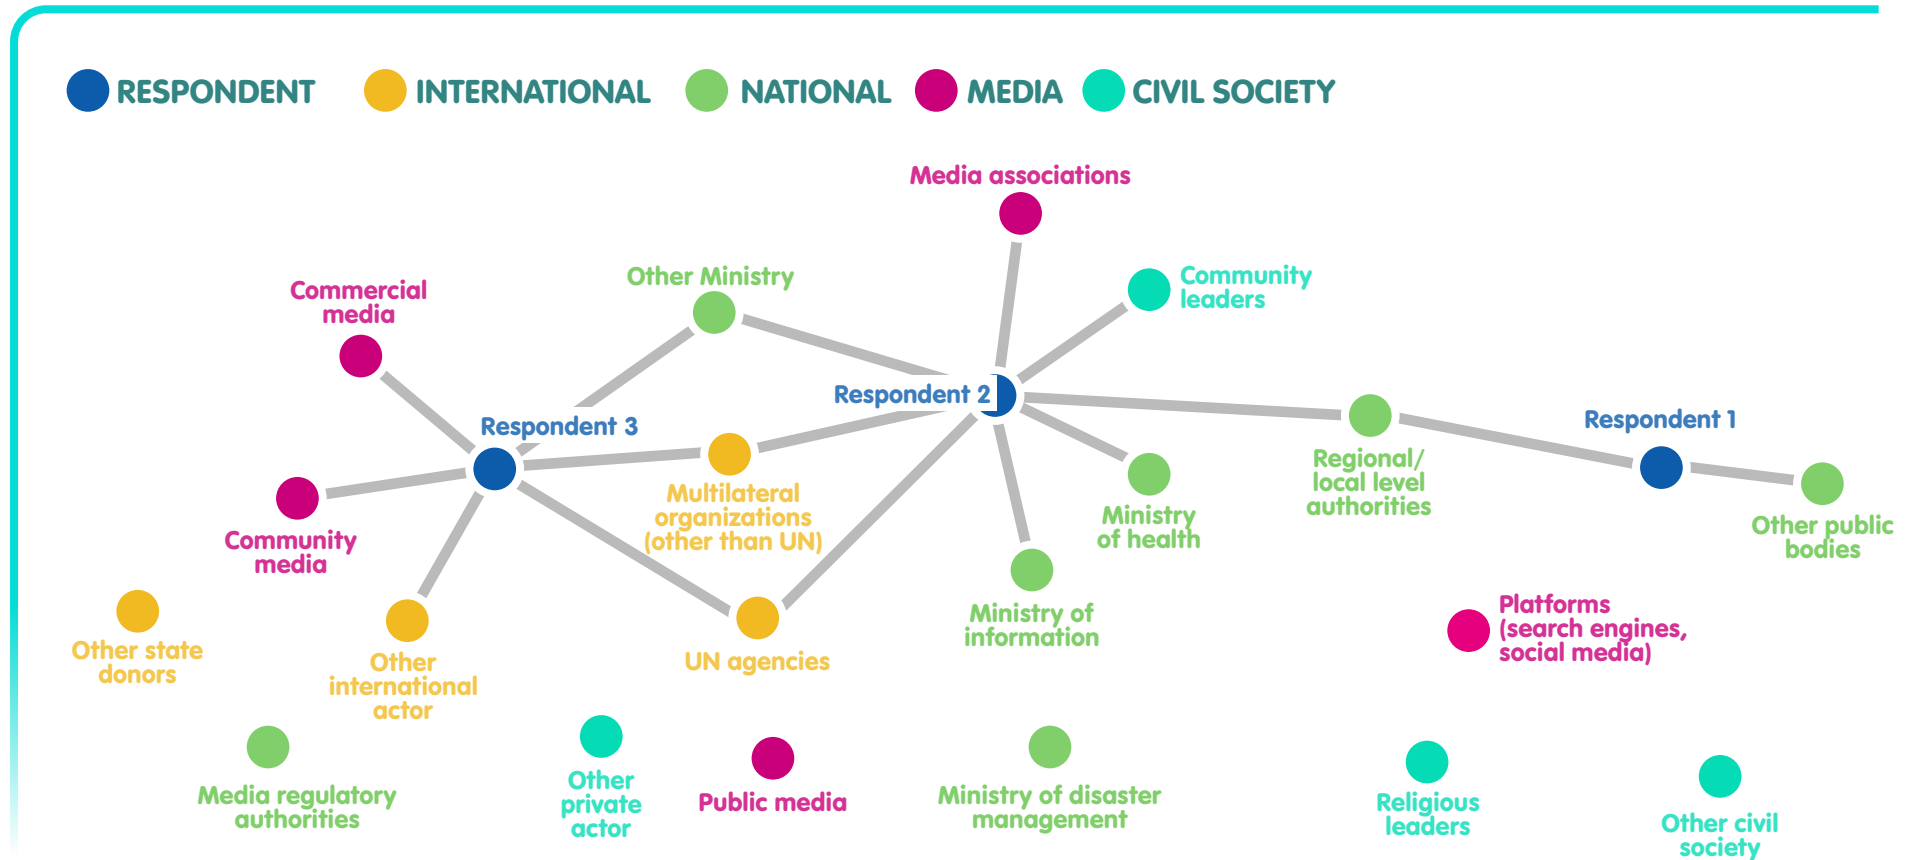 RESPONDENT
INTERNATIONAL
NATIONAL
MEDIA
CIVIL SOCIETY
Media associations
Community
leaders
Other Ministry
Commercial
media
Respondent 2
Respondent 3
Respondent 1
Regional/
local level
authorities
Multilateral
organizations
(other than UN)
Ministry
of health
Other public
bodies
Community
media
Ministry of
information
Platforms
(search engines,
social media)
Other state
donors
Other
international
actor
UN agencies
Media regulatory
authorities
Other
private
actor
Public media
Ministry of disaster
management
Religious
leaders
Other civil
society